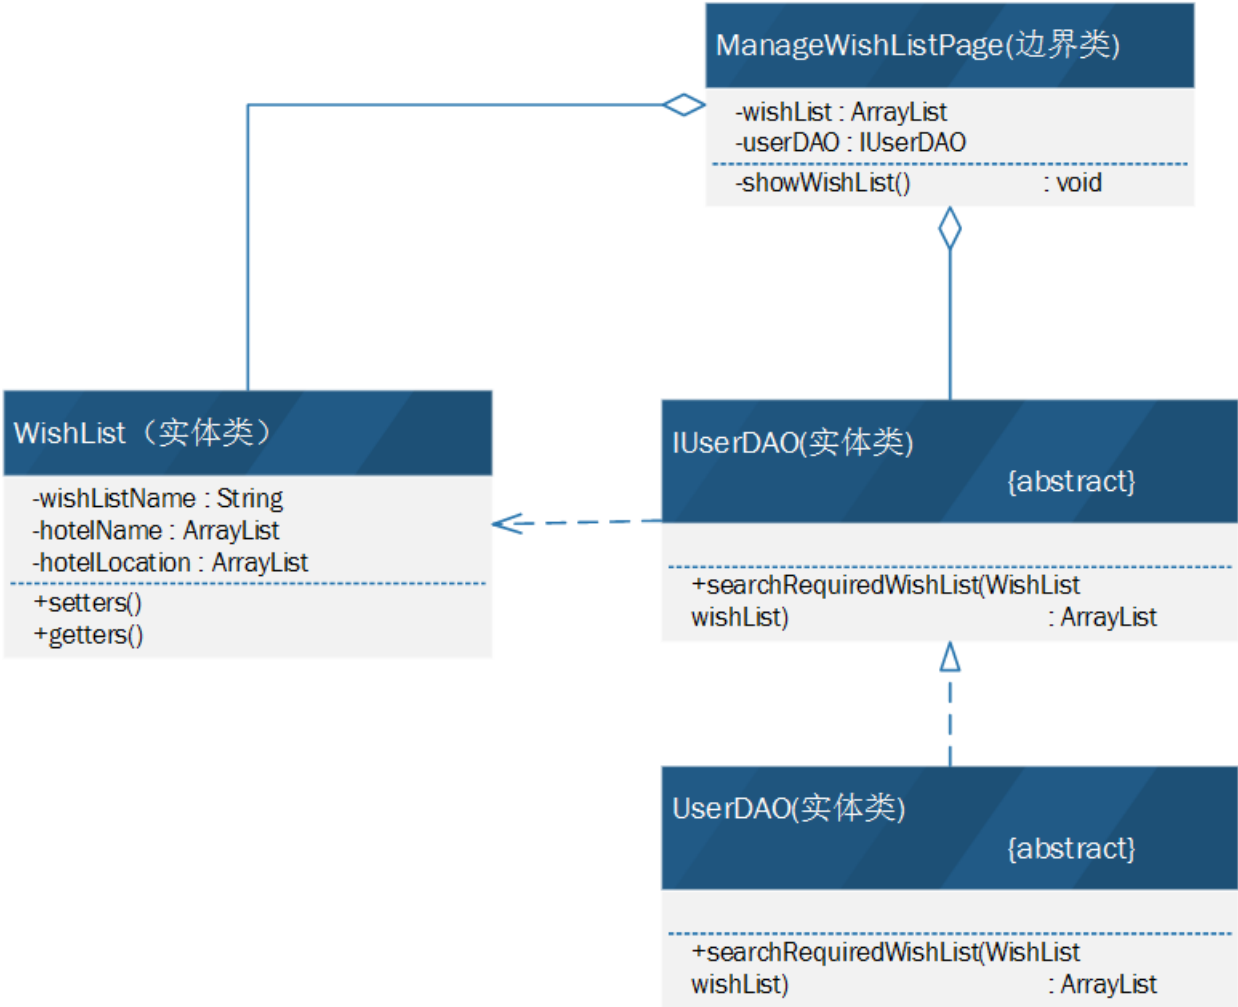 ManageWishListPage(边界类)
-wishList : ArrayList
-userDAO : IUserDAO
-showWishList() : void
WishList（实体类）
-wishListName : String
-hotelName : ArrayList
-hotelLocation : ArrayList
+setters()
+getters()
IUserDAO(实体类)
{abstract}
+searchRequiredWishList(WishList
wishList) : ArrayList
UserDAO(实体类)
{abstract}
+searchRequiredWishList(WishList
wishList) : ArrayList